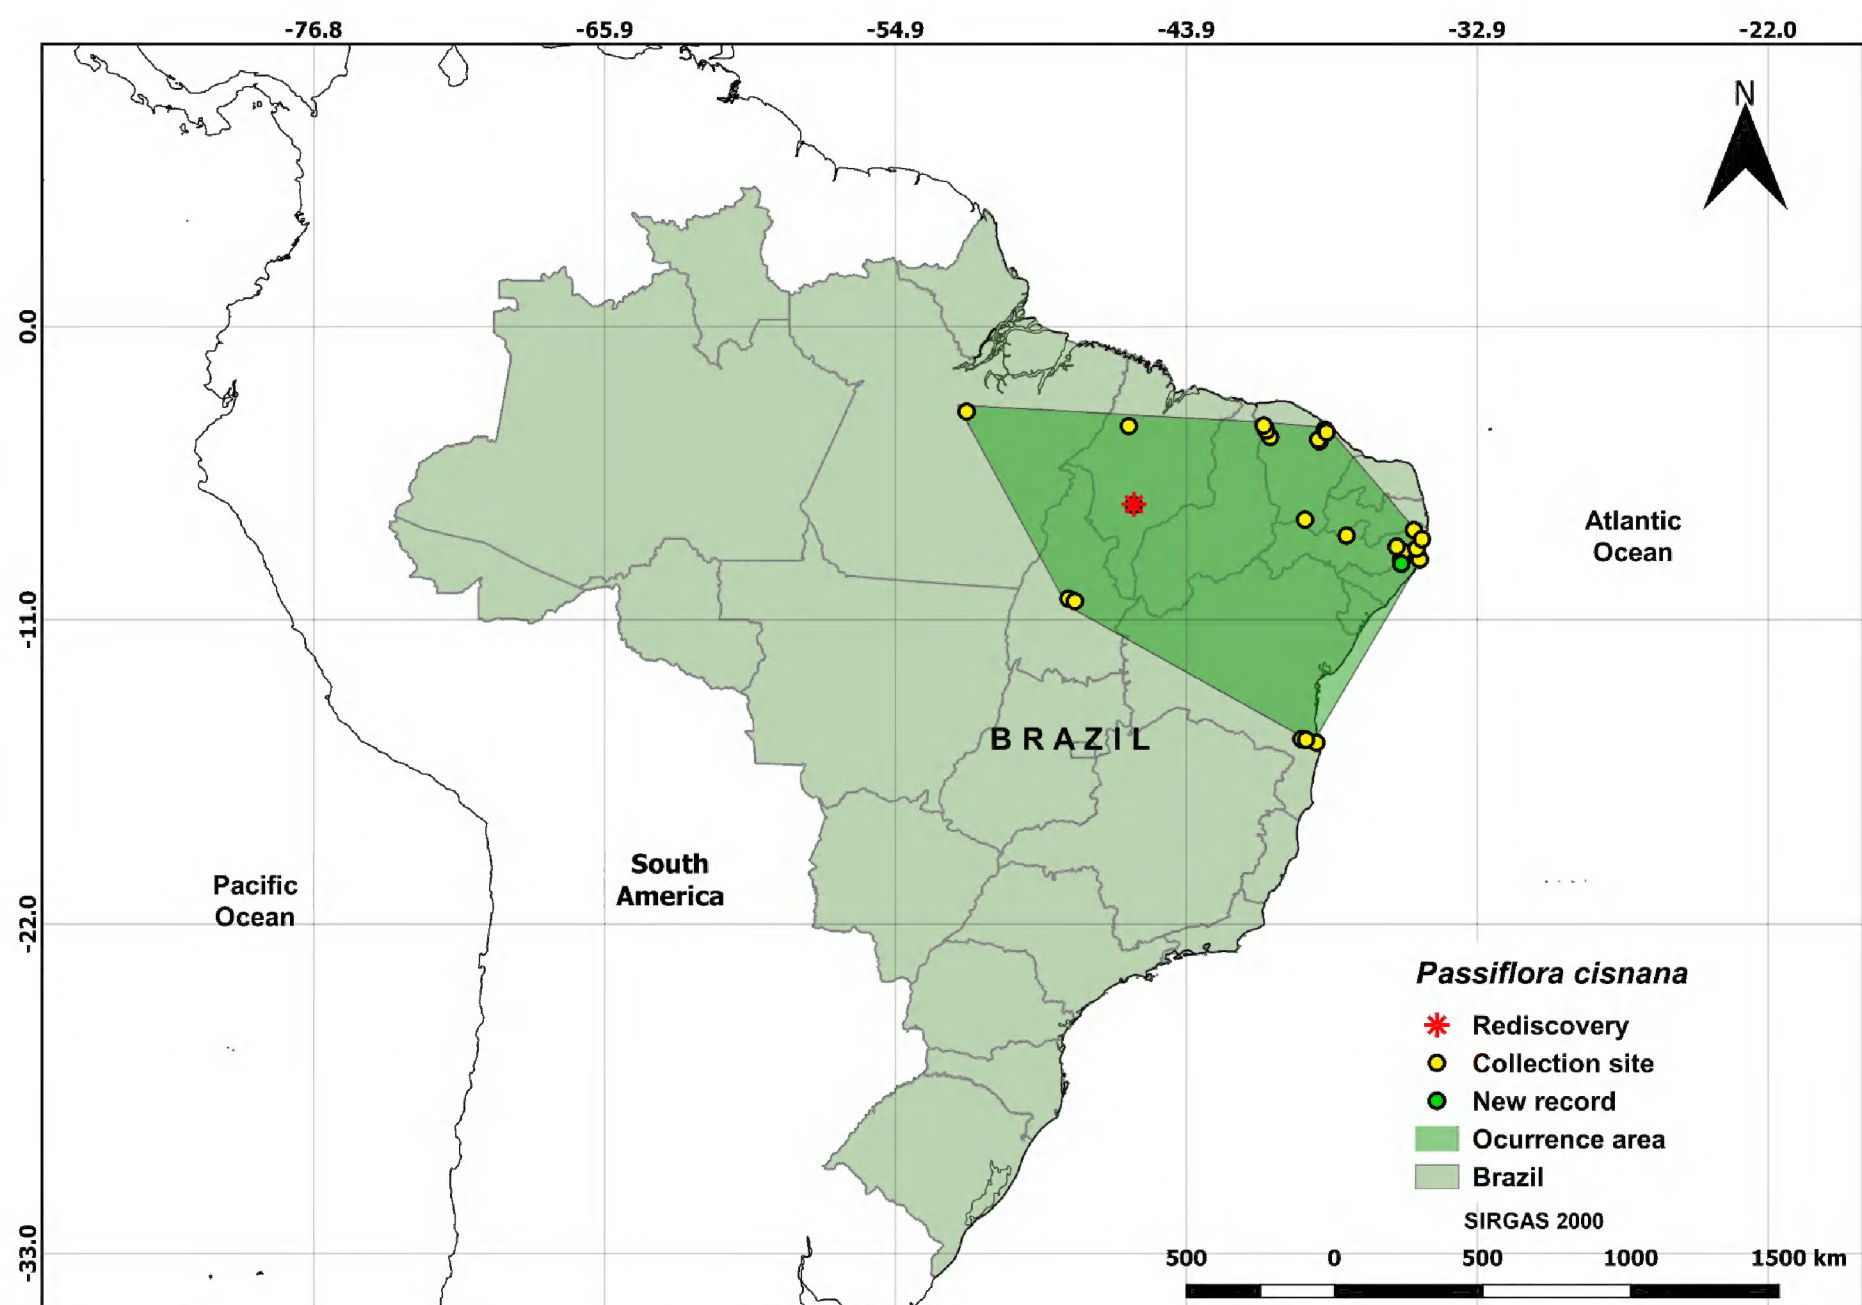 -76.8 -65.9 -54.9 -43.9 -32.9 -22.0
N
0.0
-11.0
-22.0
-33.0
Atlantic
Ocean
BRAZIL
South
America
Pacific
Ocean
Passiflora cisnana
Rediscovery
Collection site
New record
Ocurrence area
Brazil
SIRGAS 2000
500 0 500 1000 1500 km